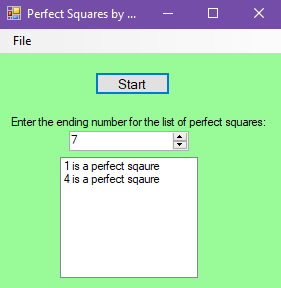 Perfect Squares by ...
File
Start
Enter the ending number for the list of perfect squares:
7
1 is a perfect sqaure
4 is a perfect sqaure